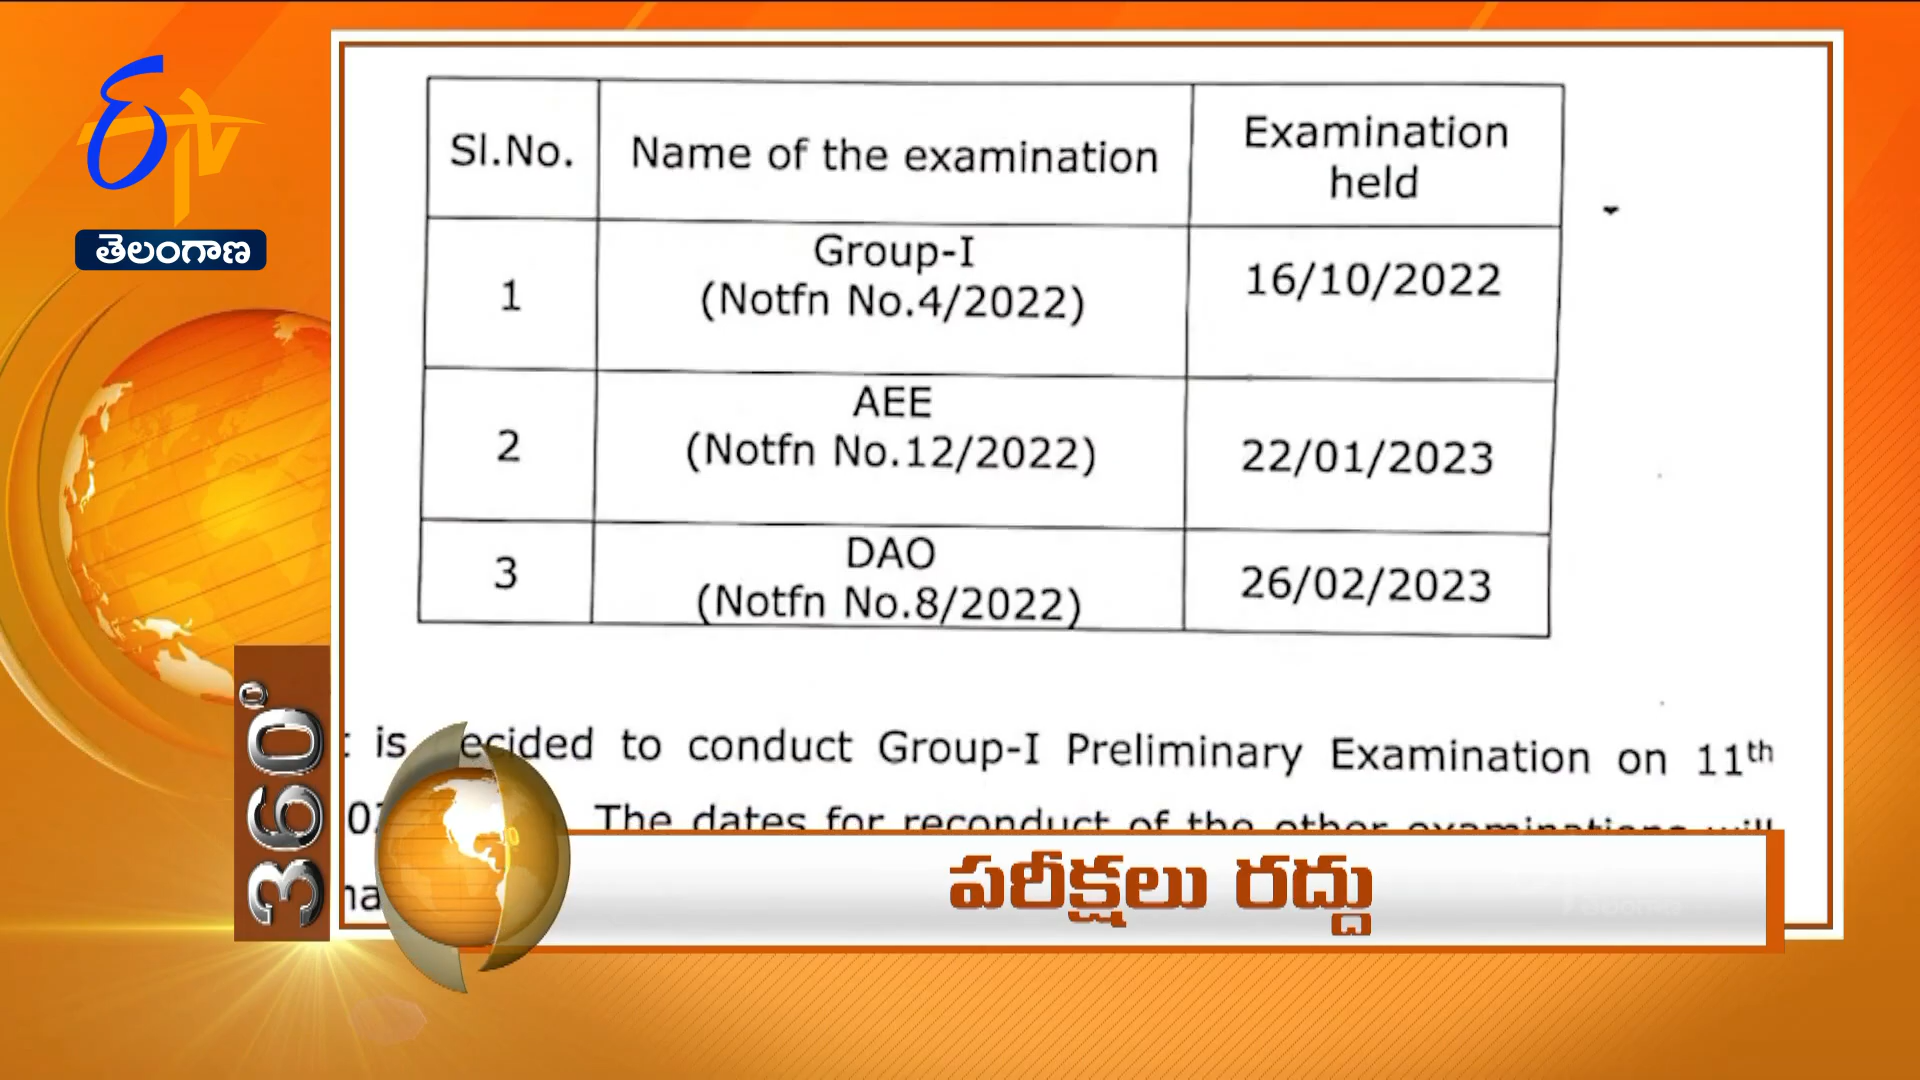 ETV
తెలంగాణ
Sl.No. Name of the examination Examination held
1 Group-I (Notfn No.4/2022) 16/10/2022
2 AEE (Notfn No.12/2022) 22/01/2023
3 DAO (Notfn No.8/2022) 26/02/2023
is decided to conduct Group-I Preliminary Examination on 11th
The dates for reconduct of the other examinations will
360°
పరీక్షలు రద్దు